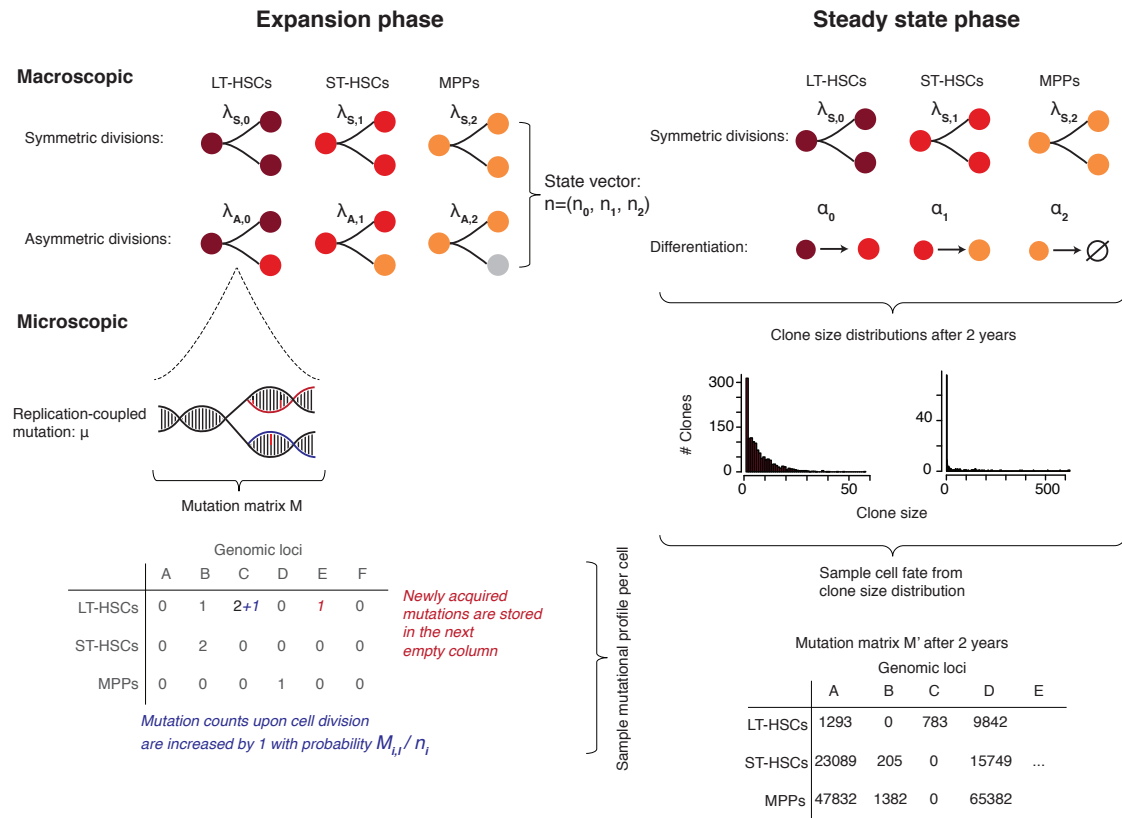 Expansion phase
Macroscopic
LT-HSCs ST-HSCs MPPs
λS,0 λS,1 λS,2
Symmetric divisions:
State vector:
n=(n0, n1, n2)
λA,0 λA,1 λA,2
Asymmetric divisions:
Microscopic
Replication-coupled
mutation: μ
Mutation matrix M
Genomic loci
A B C D E F
LT-HSCs 0 1 2+1 0 1 0
ST-HSCs 0 2 0 0 0 0
MPPs 0 0 0 1 0 0
Newly acquired
mutations are stored
in the next
empty column
Mutation counts upon cell division
are increased by 1 with probability Mi,l / ni
Sample mutational profile per cell
Steady state phase
LT-HSCs ST-HSCs MPPs
λS,0 λS,1 λS,2
Symmetric divisions:
α0 α1 α2
Differentiation:
Clone size distributions after 2 years
# Clones
300
150
0
0 50
40
0
0 500
Clone size
Sample cell fate from
clone size distribution
Mutation matrix M' after 2 years
Genomic loci
A B C D E
LT-HSCs 1293 0 783 9842
ST-HSCs 23089 205 0 15749 ...
MPPs 47832 1382 0 65382